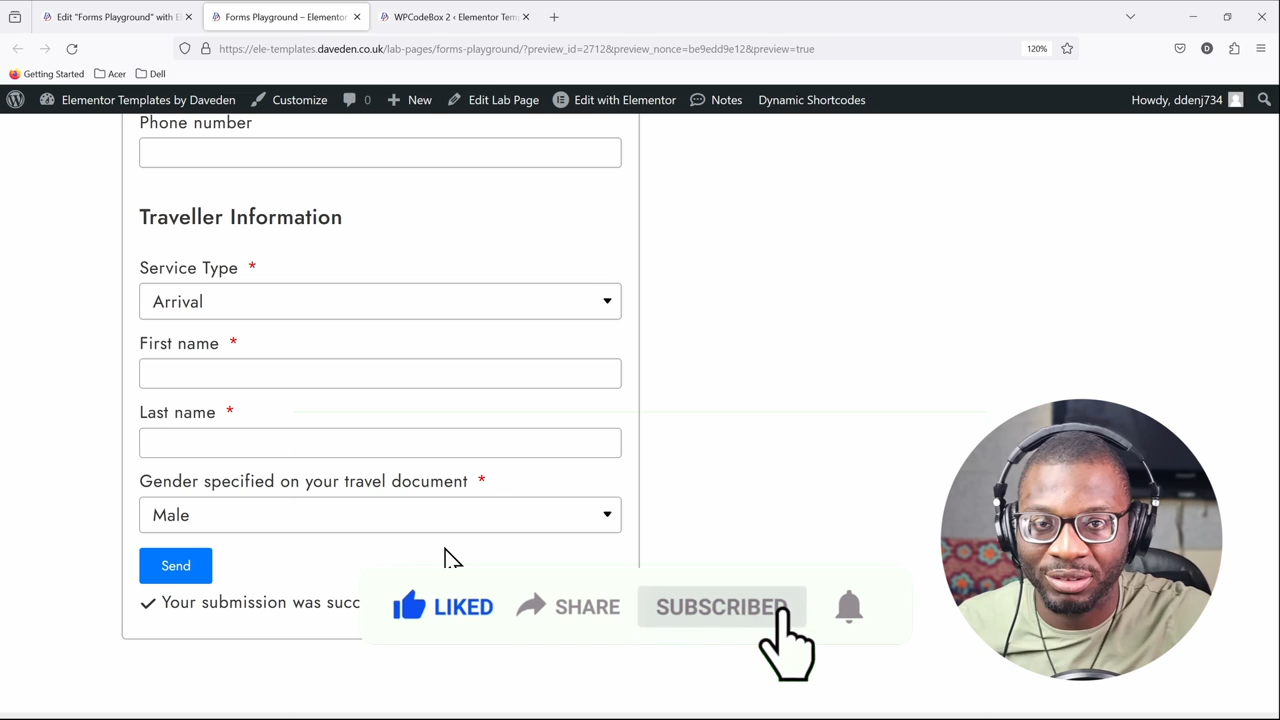 Edit "Forms Playground" with E
Forms Playground – Elementor
WPCodeBox 2 ‹ Elementor Tem
https://ele-templates.daveden.co.uk/lab-pages/forms-playground/?preview_id=2712&preview_nonce=be9edd9e12&preview=true
120%
D
Getting Started
Acer
Dell
Elementor Templates by Daveden
Customize
0
New
Edit Lab Page
Edit with Elementor
Notes
Dynamic Shortcodes
Howdy, ddenj734
Phone number
Traveller Information
Service Type *
Arrival
First name *
Last name *
Gender specified on your travel document *
Male
Send
Your submission was succ
LIKED
SHARE
SUBSCRIBED